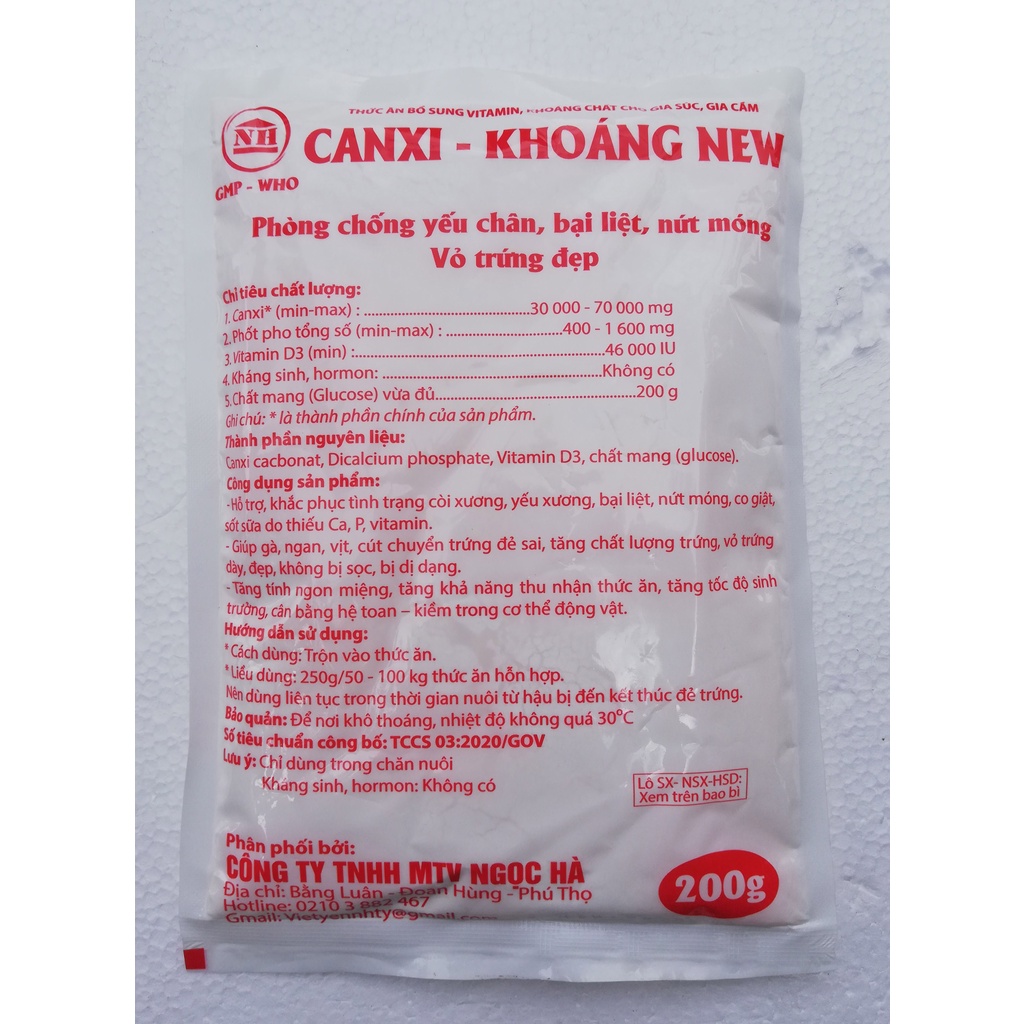 THỨC ĂN BỔ SUNG VITAMIN, KHOÁNG CHẤT CHO GIA SÚC, GIA CẦM
NH
CANXI - KHOÁNG NEW
GMP - WHO
Phòng chống yếu chân, bại liệt, nứt móng
Vỏ trứng đẹp
Chỉ tiêu chất lượng:
1. Canxi* (min-max) : ....................................30 000 - 70 000 mg
2. Phốt pho tổng số (min-max) : .........................400 - 1 600 mg
3. Vitamin D3 (min) :......................................................46 000 IU
4. Kháng sinh, hormon: ...............................................Không có
5. Chất mang (Glucose) vừa đủ...........................................200 g
Ghi chú: * là thành phần chính của sản phẩm.
Thành phần nguyên liệu:
Canxi cacbonat, Dicalcium phosphate, Vitamin D3, chất mang (glucose).
Công dụng sản phẩm:
- Hỗ trợ, khắc phục tình trạng còi xương, yếu xương, bại liệt, nứt móng, co giật,
sốt sữa do thiếu Ca, P, vitamin.
- Giúp gà, ngan, vịt, cút chuyển trứng đẻ sai, tăng chất lượng trứng, vỏ trứng
dày, đẹp, không bị sọc, bị dị dạng.
- Tăng tính ngon miệng, tăng khả năng thu nhận thức ăn, tăng tốc độ sinh
trưởng, cân bằng hệ toan – kiềm trong cơ thể động vật.
Hướng dẫn sử dụng:
* Cách dùng: Trộn vào thức ăn.
* Liều dùng: 250g/50 - 100 kg thức ăn hỗn hợp.
Nên dùng liên tục trong thời gian nuôi từ hậu bị đến kết thúc đẻ trứng.
Bảo quản: Để nơi khô thoáng, nhiệt độ không quá 30°C
Số tiêu chuẩn công bố: TCCS 03:2020/GOV
Lưu ý: Chỉ dùng trong chăn nuôi
Kháng sinh, hormon: Không có
Lô SX- NSX-HSD:
Xem trên bao bì
Phân phối bởi:
CÔNG TY TNHH MTV NGỌC HÀ
Địa chỉ: Bằng Luân - Đoan Hùng - Phú Thọ
Hotline: 0210 3 882 467
Gmail: Vietyennhty@gmail.com
200g